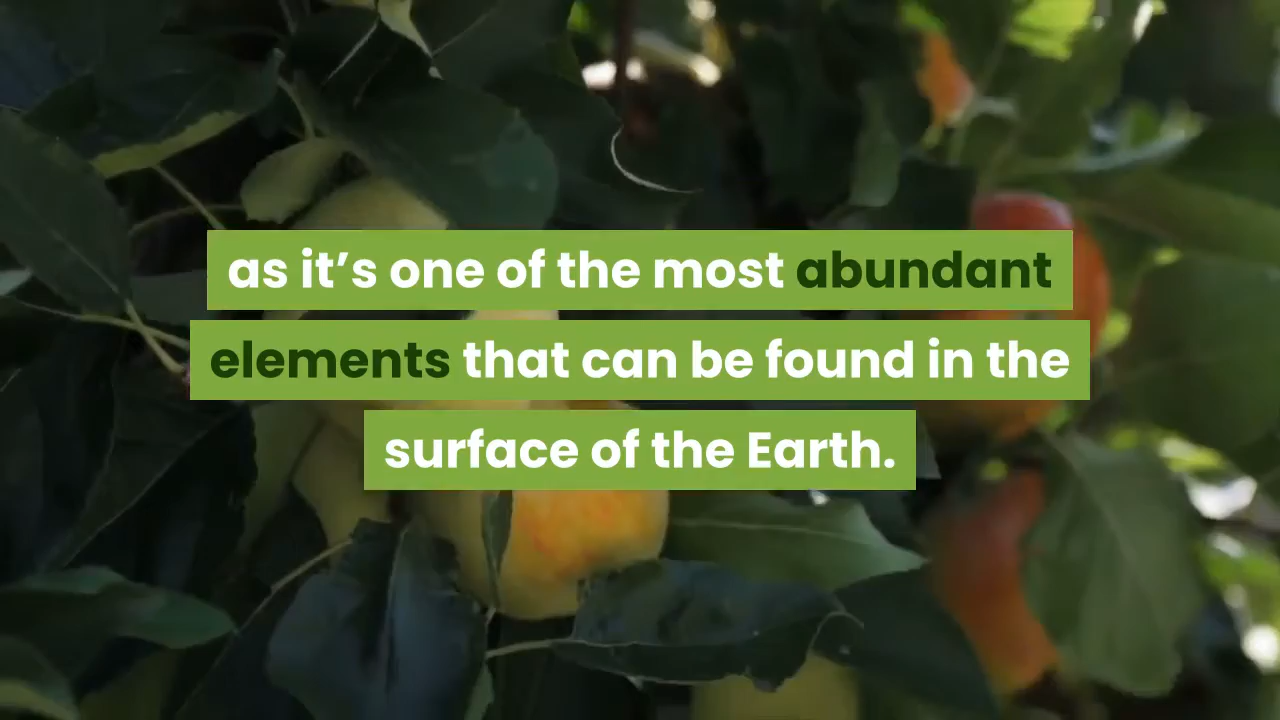 as it’s one of the most abundant
elements that can be found in the
surface of the Earth.